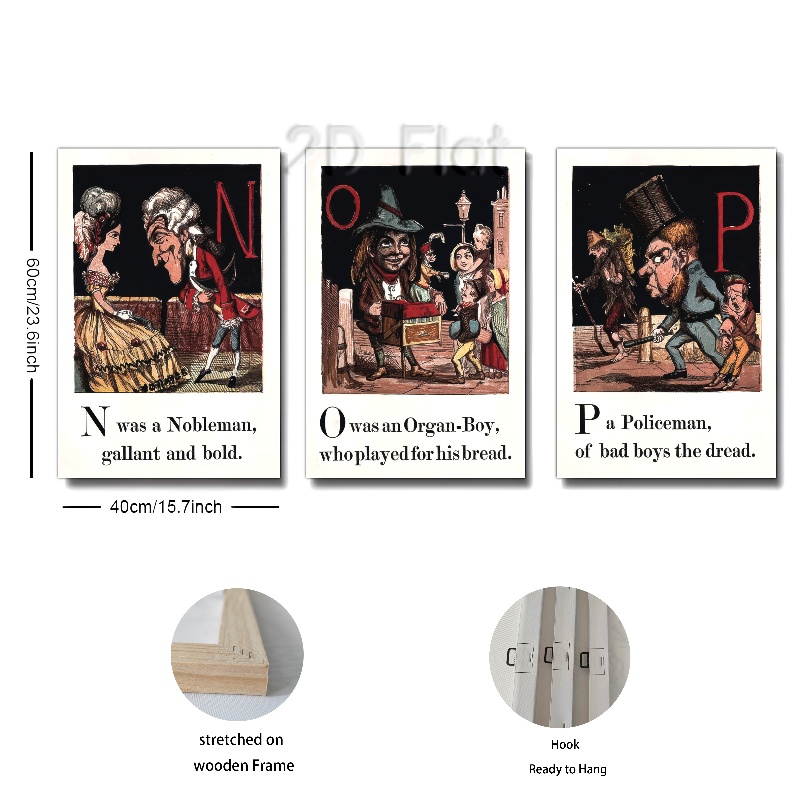 2D Flat
N
O
P
60cm/23.6inch
N was a Nobleman,
gallant and bold.
O was an Organ-Boy,
who played for his bread.
P a Policeman,
of bad boys the dread.
40cm/15.7inch
stretched on
wooden Frame
Hook
Ready to Hang